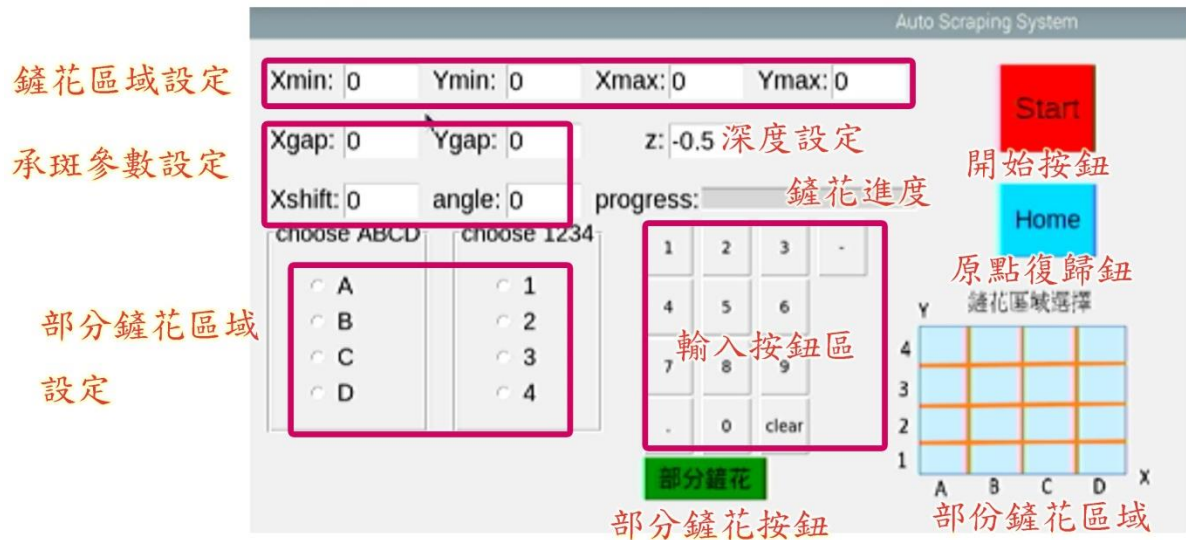 Auto Scraping System
鏟花區域設定
Xmin: 0 Ymin: 0 Xmax: 0 Ymax: 0
Start
開始按鈕
承斑參數設定
Xgap: 0 Ygap: 0 z: -0.5 深度設定
Xshift: 0 angle: 0 progress: 鏟花進度
Home
原點復歸鈕
choose ABCD choose 1234
A 1
B 2
C 3
D 4
部分鏟花區域
設定
1 2 3 -
4 5 6
輸入按鈕區
7 8 9
. 0 clear
部分鏟花
部分鏟花按鈕
鏟花區域選擇
Y
4
3
2
1
A B C D X
部份鏟花區域